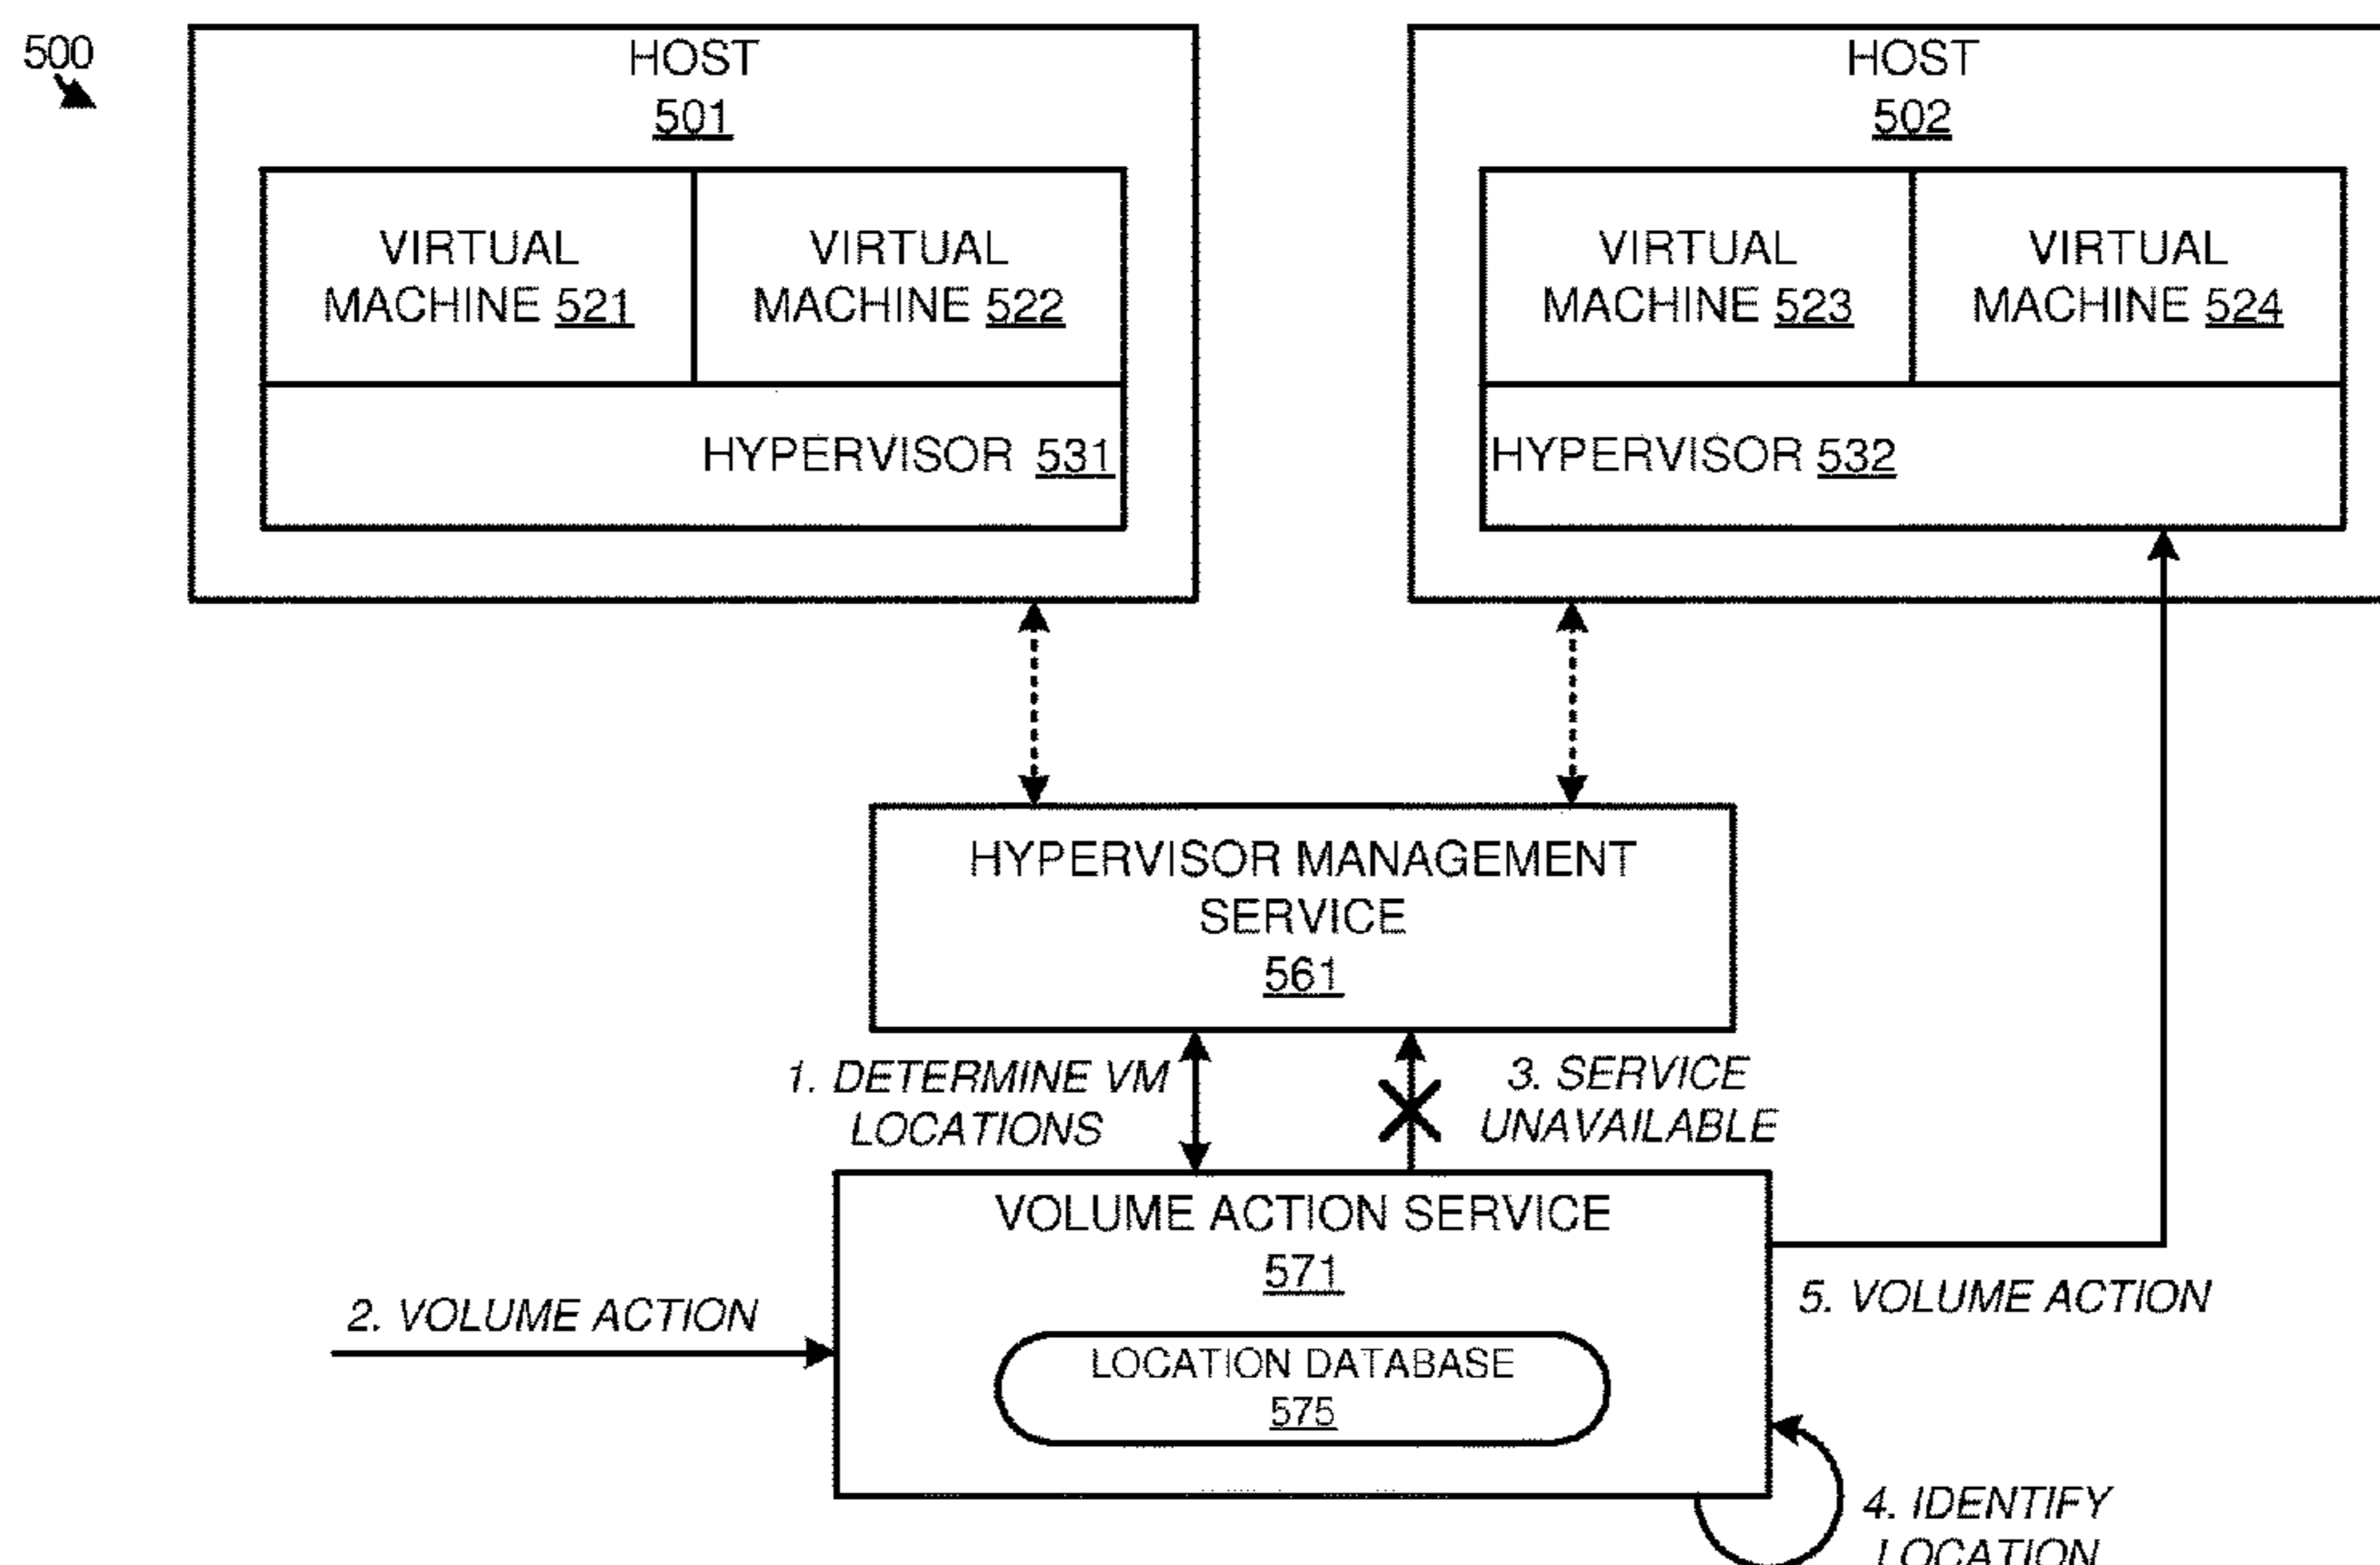 500
HOST
501
VIRTUAL
MACHINE 521
VIRTUAL
MACHINE 522
HYPERVISOR 531
HOST
502
VIRTUAL
MACHINE 523
VIRTUAL
MACHINE 524
HYPERVISOR 532
HYPERVISOR MANAGEMENT
SERVICE
561
1. DETERMINE VM
LOCATIONS
3. SERVICE
UNAVAILABLE
VOLUME ACTION SERVICE
571
2. VOLUME ACTION
5. VOLUME ACTION
LOCATION DATABASE
575
4. IDENTIFY
LOCATION